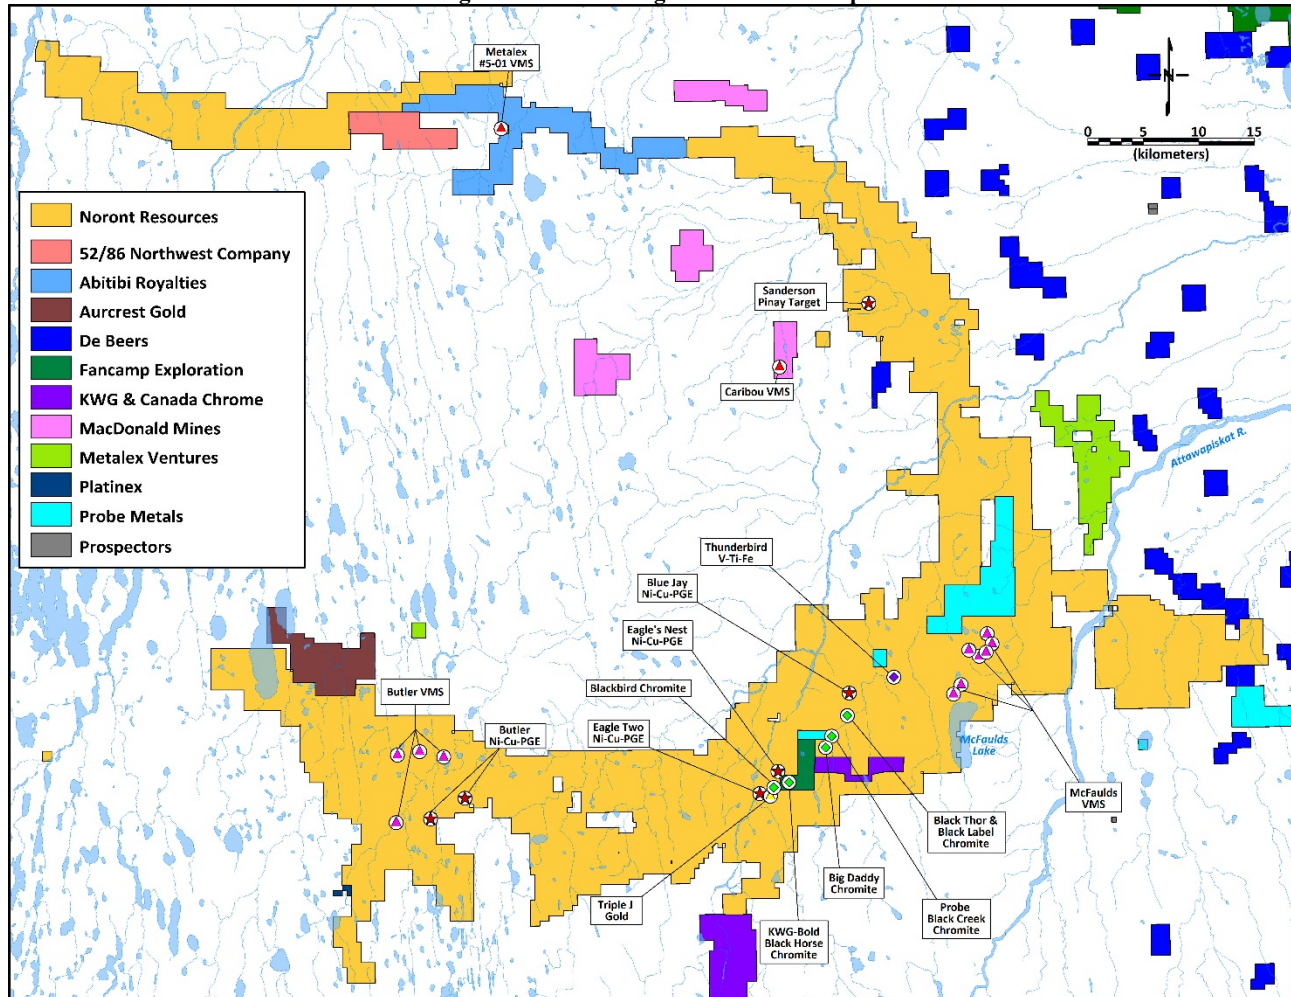 Metalex
#5-01 VMS
N
0 5 10 15
(kilometers)
Noront Resources
52/86 Northwest Company
Abitibi Royalties
Aurcrest Gold
De Beers
Fancamp Exploration
KWG & Canada Chrome
MacDonald Mines
Metalex Ventures
Platinex
Probe Metals
Prospectors
Sanderson
Pinay Target
Caribou VMS
Attawapiskat R.
Thunderbird
V-Ti-Fe
Blue Jay
Ni-Cu-PGE
Eagle's Nest
Ni-Cu-PGE
Blackbird Chromite
Eagle Two
Ni-Cu-PGE
Butler VMS
Butler
Ni-Cu-PGE
McFaulds
Lake
McFaulds
VMS
Black Thor &
Black Label
Chromite
Big Daddy
Chromite
Probe
Black Creek
Chromite
Triple J
Gold
KWG-Bold
Black Horse
Chromite